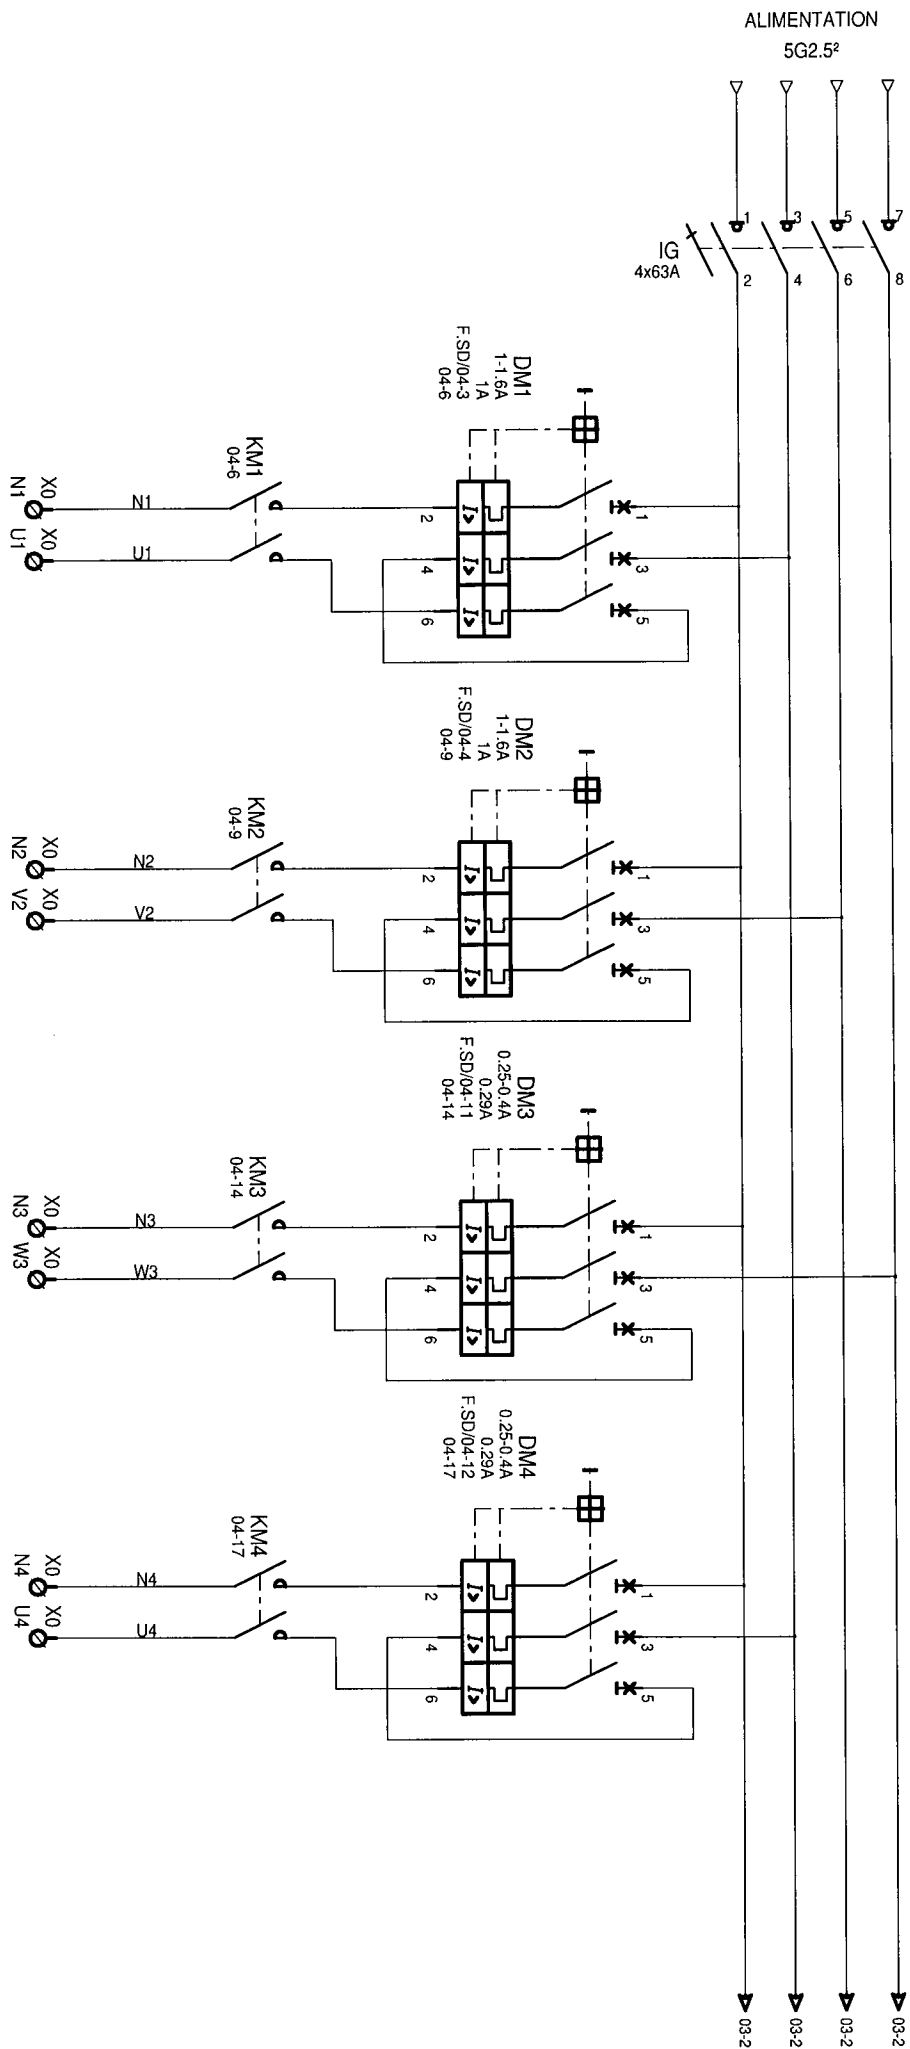 ALIMENTATION
5G2.5²
1
3
5
7
IG
4x63A
2
4
6
8
DM1
1-1.6A
1A
F.SD/04-3
04-6
KM1
04-6
X0
N1
N1
2
I>
1
X0
U1
U1
4
I>
3
6
I>
5
DM2
1-1.6A
1A
F.SD/04-4
04-9
KM2
04-9
X0
N2
N2
2
I>
1
X0
V2
V2
4
I>
3
6
I>
5
DM3
0.25-0.4A
0.29A
F.SD/04-11
04-14
KM3
04-14
X0
N3
N3
2
I>
1
X0
W3
W3
4
I>
3
6
I>
5
DM4
0.25-0.4A
0.29A
F.SD/04-12
04-17
KM4
04-17
X0
N4
N4
2
I>
1
X0
U4
U4
4
I>
3
6
I>
5
03-2
03-2
03-2
03-2